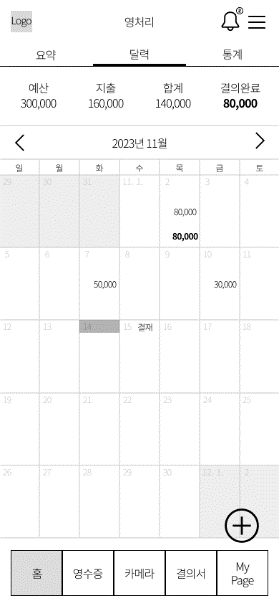 Logo 영처리
요약 달력 통계
예산 지출 합계 결의완료
300,000 160,000 140,000 80,000
2023년 11월
일 월 화 수 목 금 토
29 30 31 11. 1. 2 3 4
80,000
80,000
5 6 7 8 9 10 11
50,000 30,000
12 13 14 15 결재 16 17 18
19 20 21 22 23 24 25
26 27 28 29 30 12. 1. 2
홈 영수증 카메라 결의서 My
Page